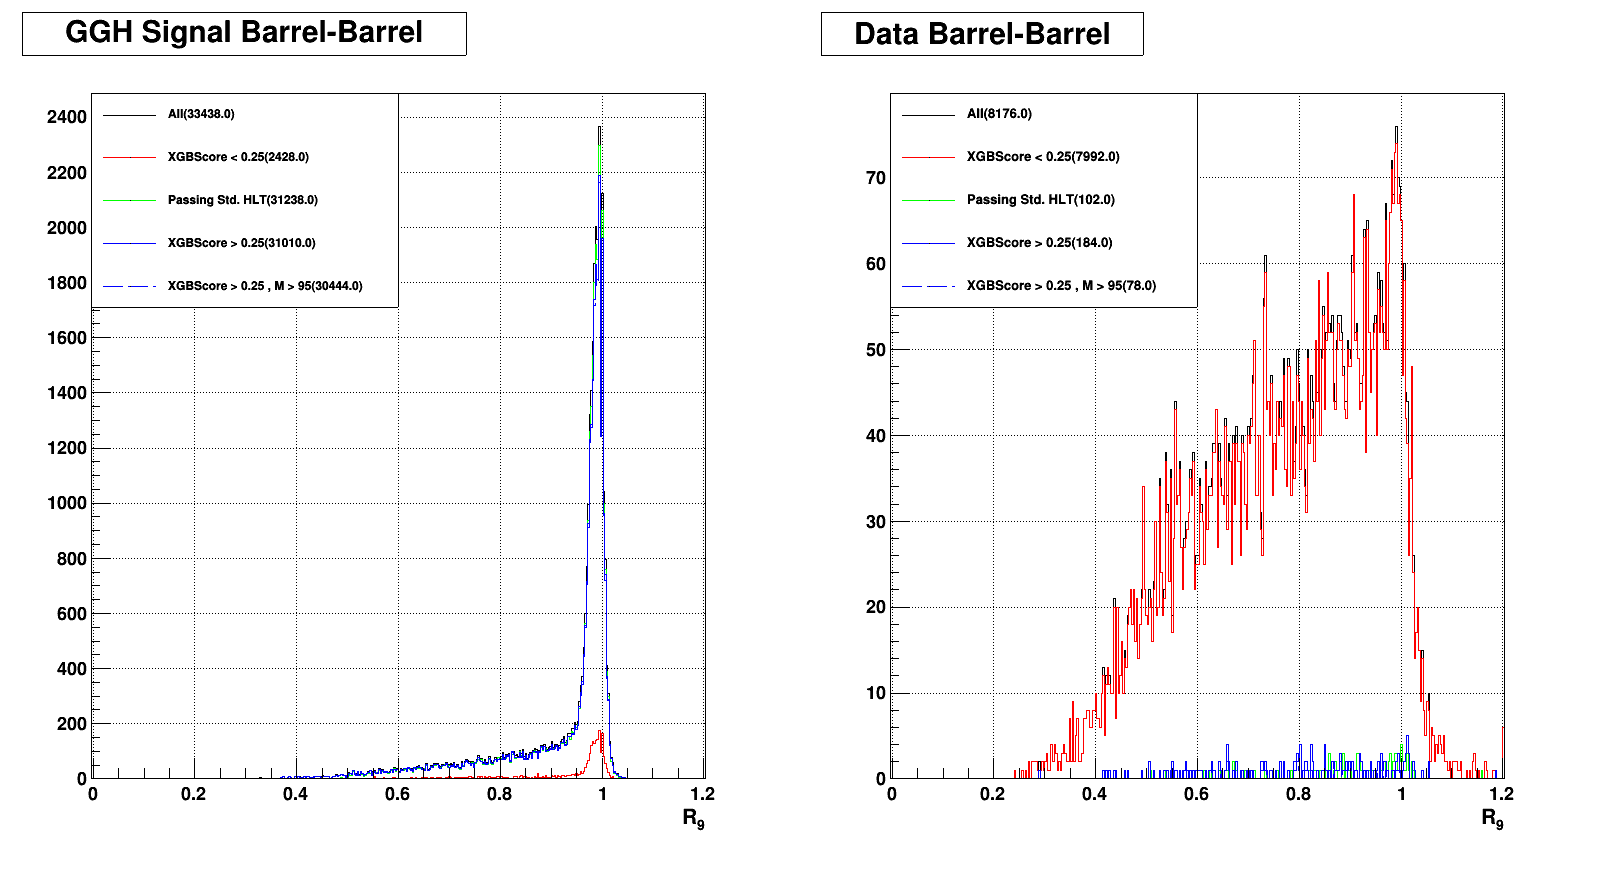 GGH Signal Barrel-Barrel
All(33438.0)
XGBScore < 0.25(2428.0)
Passing Std. HLT(31238.0)
XGBScore > 0.25(31010.0)
XGBScore > 0.25 , M > 95(30444.0)
2400
2200
2000
1800
1600
1400
1200
1000
800
600
400
200
0
0 0.2 0.4 0.6 0.8 1 1.2
R9
Data Barrel-Barrel
All(8176.0)
XGBScore < 0.25(7992.0)
Passing Std. HLT(102.0)
XGBScore > 0.25(184.0)
XGBScore > 0.25 , M > 95(78.0)
70
60
50
40
30
20
10
0
0 0.2 0.4 0.6 0.8 1 1.2
R9